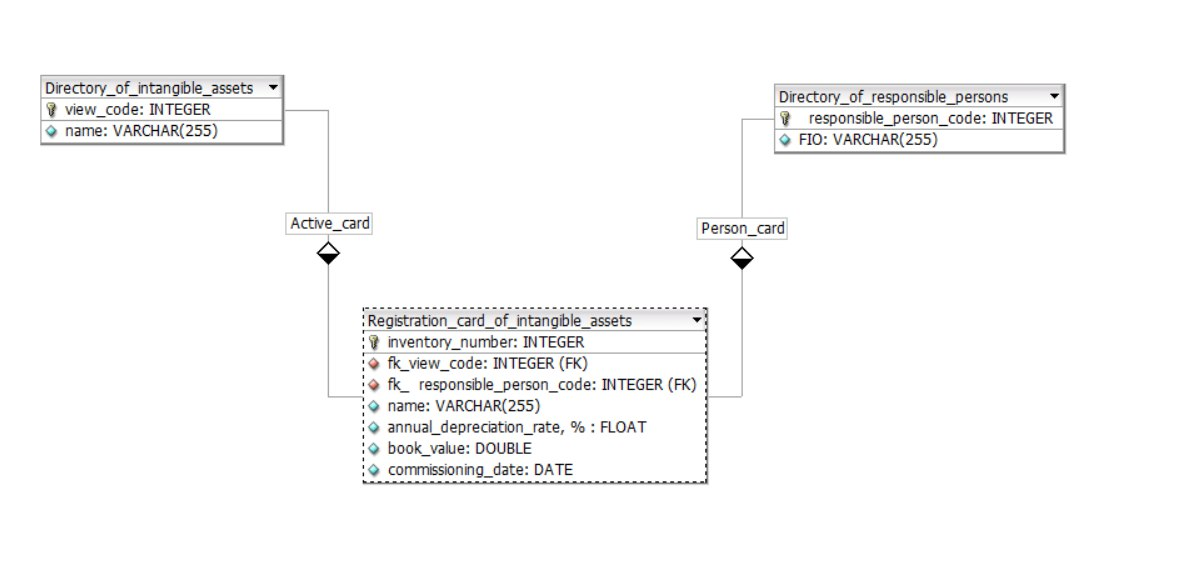 Directory_of_intangible_assets
view_code: INTEGER
name: VARCHAR(255)
Directory_of_responsible_persons
responsible_person_code: INTEGER
FIO: VARCHAR(255)
Active_card
Person_card
Registration_card_of_intangible_assets
inventory_number: INTEGER
fk_view_code: INTEGER (FK)
fk_ responsible_person_code: INTEGER (FK)
name: VARCHAR(255)
annual_depreciation_rate, % : FLOAT
book_value: DOUBLE
commissioning_date: DATE